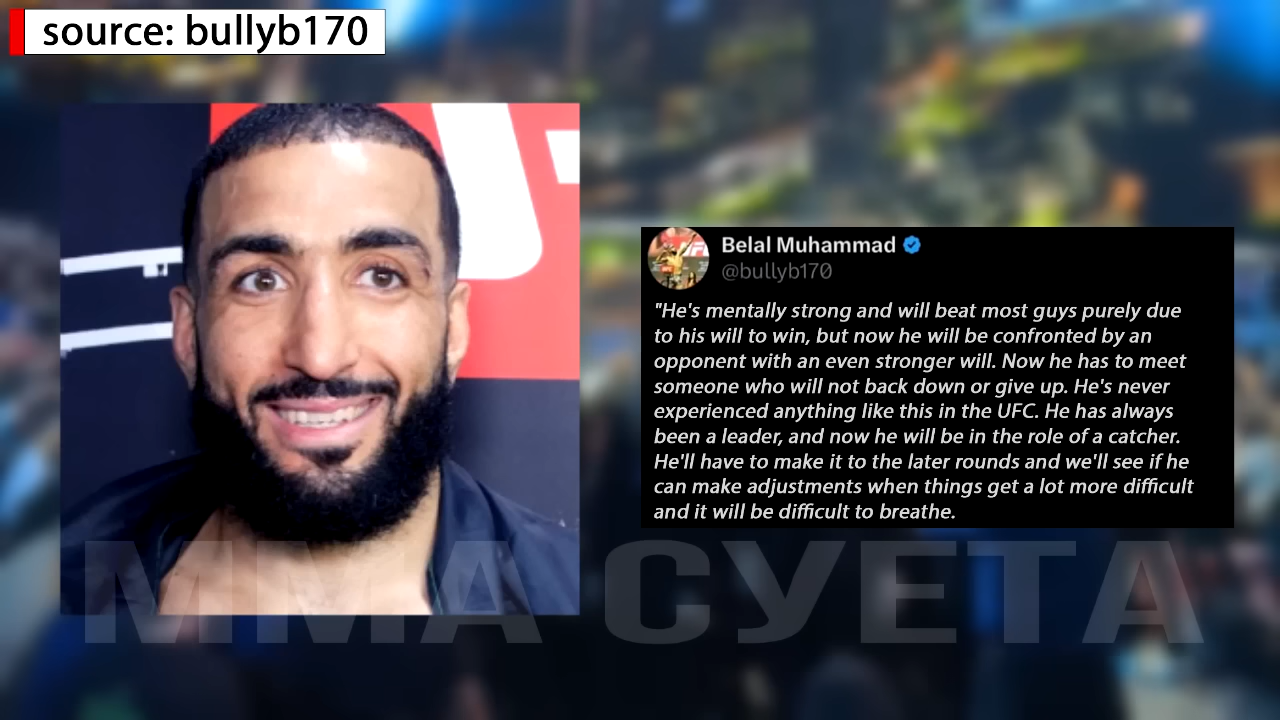 source: bullyb170
Belal Muhammad
@bullyb170
"He's mentally strong and will beat most guys purely due
to his will to win, but now he will be confronted by an
opponent with an even stronger will. Now he has to meet
someone who will not back down or give up. He's never
experienced anything like this in the UFC. He has always
been a leader, and now he will be in the role of a catcher.
He'll have to make it to the later rounds and we'll see if he
can make adjustments when things get a lot more difficult
and it will be difficult to breathe.
ММА СУЕТА